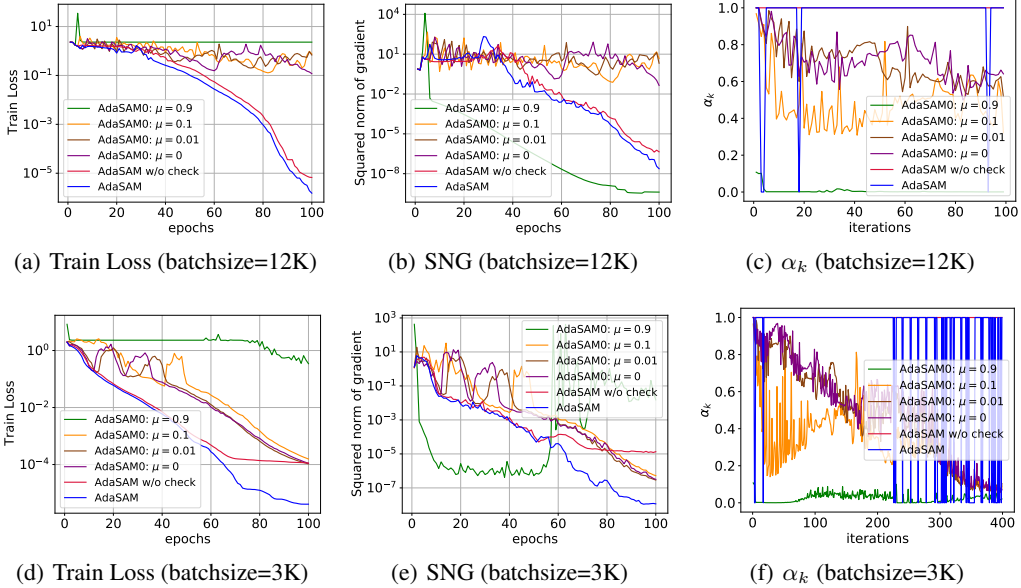 10^1
10^-1
10^-3
10^-5
Train Loss
0 20 40 60 80 100
epochs
AdaSAM0: μ = 0.9
AdaSAM0: μ = 0.1
AdaSAM0: μ = 0.01
AdaSAM0: μ = 0
AdaSAM w/o check
AdaSAM
(a) Train Loss (batchsize=12K)
10^4
10^1
10^-2
10^-5
10^-8
Squared norm of gradient
0 20 40 60 80 100
epochs
AdaSAM0: μ = 0.9
AdaSAM0: μ = 0.1
AdaSAM0: μ = 0.01
AdaSAM0: μ = 0
AdaSAM w/o check
AdaSAM
(b) SNG (batchsize=12K)
1.0
0.8
0.6
0.4
0.2
0.0
α_k
0 20 40 60 80 100
iterations
AdaSAM0: μ = 0.9
AdaSAM0: μ = 0.1
AdaSAM0: μ = 0.01
AdaSAM0: μ = 0
AdaSAM w/o check
AdaSAM
(c) α_k (batchsize=12K)
10^0
10^-2
10^-4
Train Loss
0 20 40 60 80 100
epochs
AdaSAM0: μ = 0.9
AdaSAM0: μ = 0.1
AdaSAM0: μ = 0.01
AdaSAM0: μ = 0
AdaSAM w/o check
AdaSAM
(d) Train Loss (batchsize=3K)
10^3
10^1
10^-1
10^-3
10^-5
10^-7
Squared norm of gradient
0 20 40 60 80 100
epochs
AdaSAM0: μ = 0.9
AdaSAM0: μ = 0.1
AdaSAM0: μ = 0.01
AdaSAM0: μ = 0
AdaSAM w/o check
AdaSAM
(e) SNG (batchsize=3K)
1.0
0.8
0.6
0.4
0.2
0.0
α_k
0 100 200 300 400
iterations
AdaSAM0: μ = 0.9
AdaSAM0: μ = 0.1
AdaSAM0: μ = 0.01
AdaSAM0: μ = 0
AdaSAM w/o check
AdaSAM
(f) α_k (batchsize=3K)